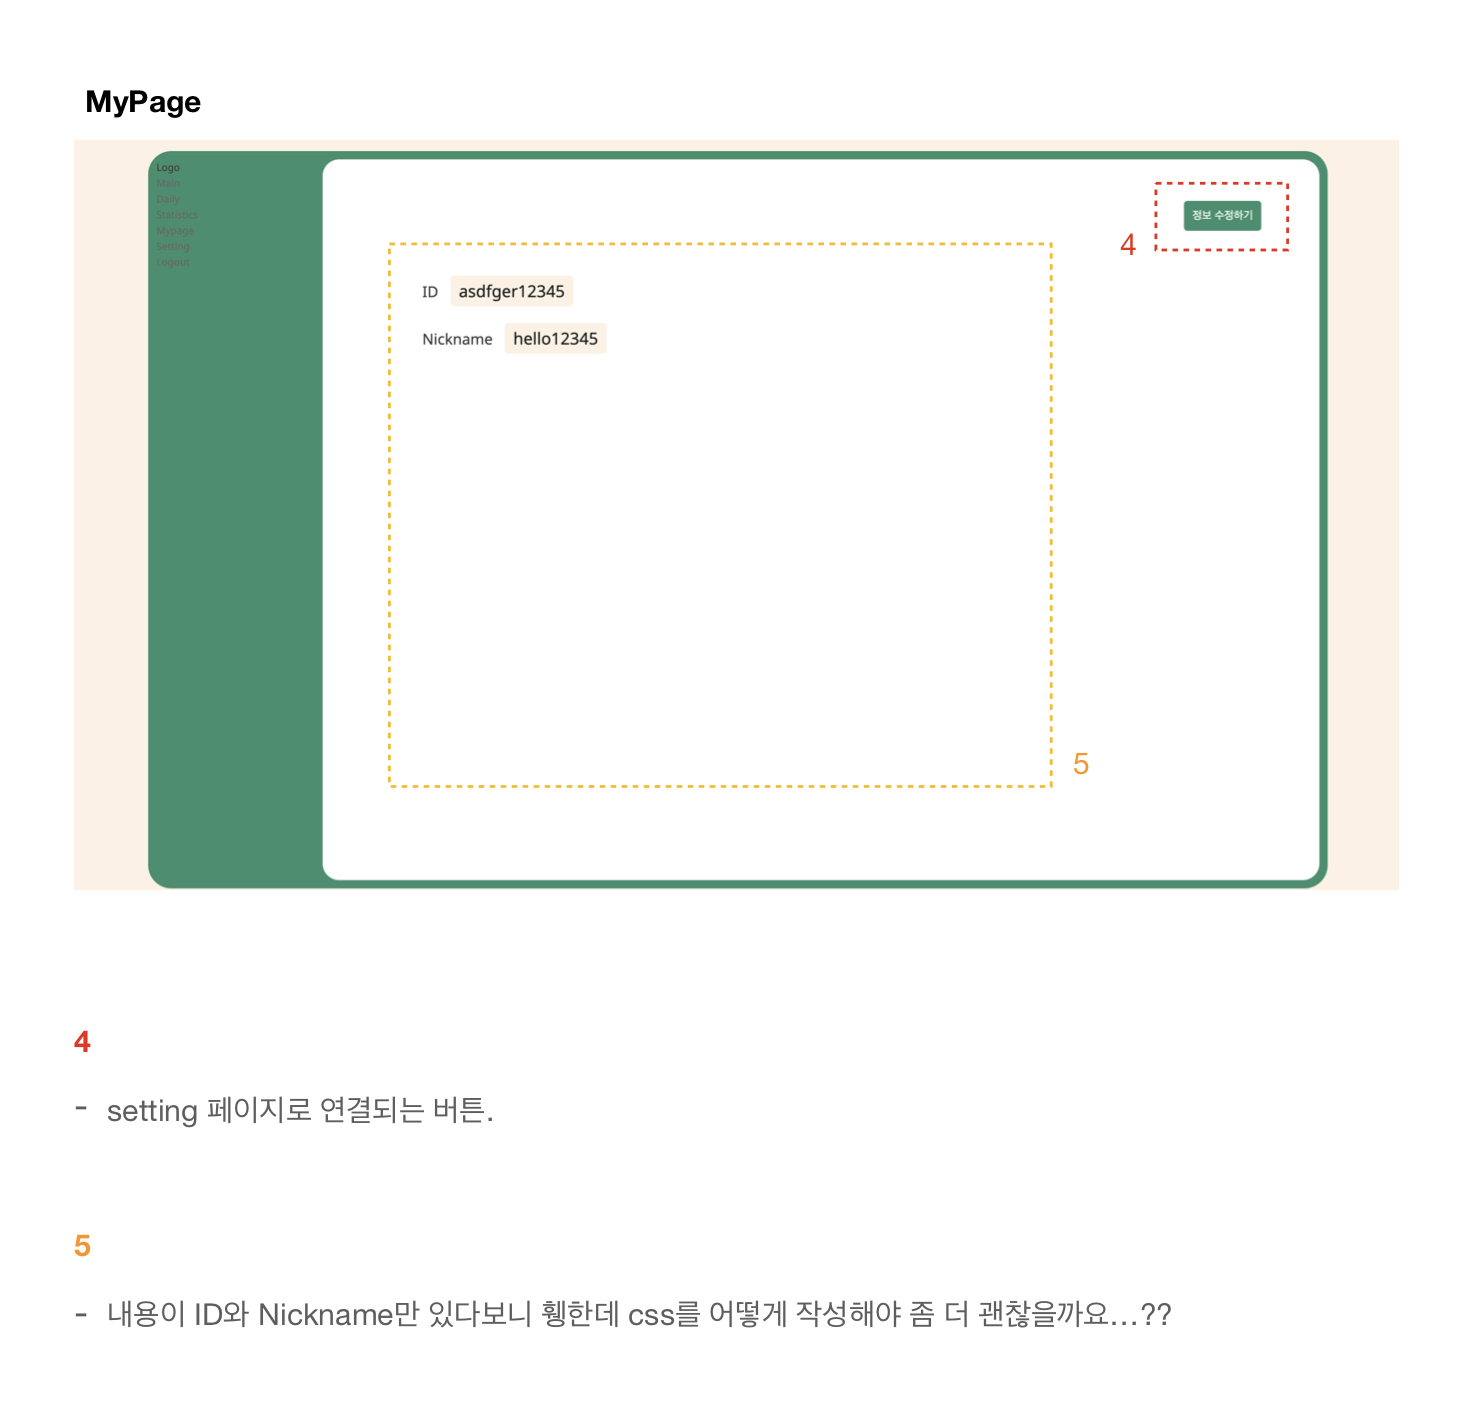 MyPage
Logo
Main
Daily
Statistics
Mypage
Setting
Logout
정보 수정하기
4
ID asdfger12345
Nickname hello12345
5
4
- setting 페이지로 연결되는 버튼.
5
- 내용이 ID와 Nickname만 있다보니 휑한데 css를 어떻게 작성해야 좀 더 괜찮을까요...??